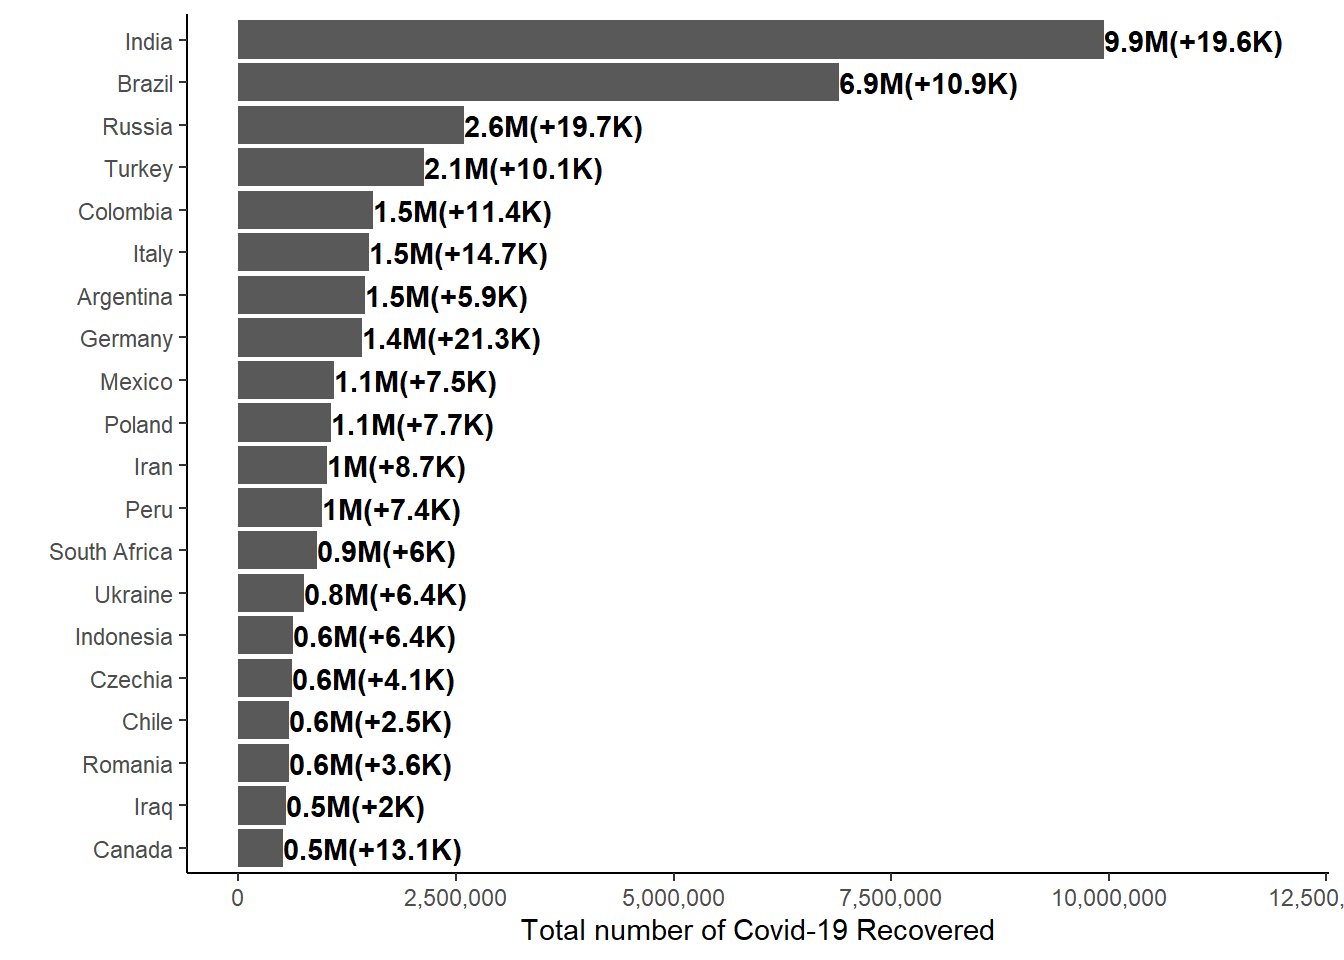 India 9.9M(+19.6K)
Brazil 6.9M(+10.9K)
Russia 2.6M(+19.7K)
Turkey 2.1M(+10.1K)
Colombia 1.5M(+11.4K)
Italy 1.5M(+14.7K)
Argentina 1.5M(+5.9K)
Germany 1.4M(+21.3K)
Mexico 1.1M(+7.5K)
Poland 1.1M(+7.7K)
Iran 1M(+8.7K)
Peru 1M(+7.4K)
South Africa 0.9M(+6K)
Ukraine 0.8M(+6.4K)
Indonesia 0.6M(+6.4K)
Czechia 0.6M(+4.1K)
Chile 0.6M(+2.5K)
Romania 0.6M(+3.6K)
Iraq 0.5M(+2K)
Canada 0.5M(+13.1K)
0 2,500,000 5,000,000 7,500,000 10,000,000 12,500,
Total number of Covid-19 Recovered